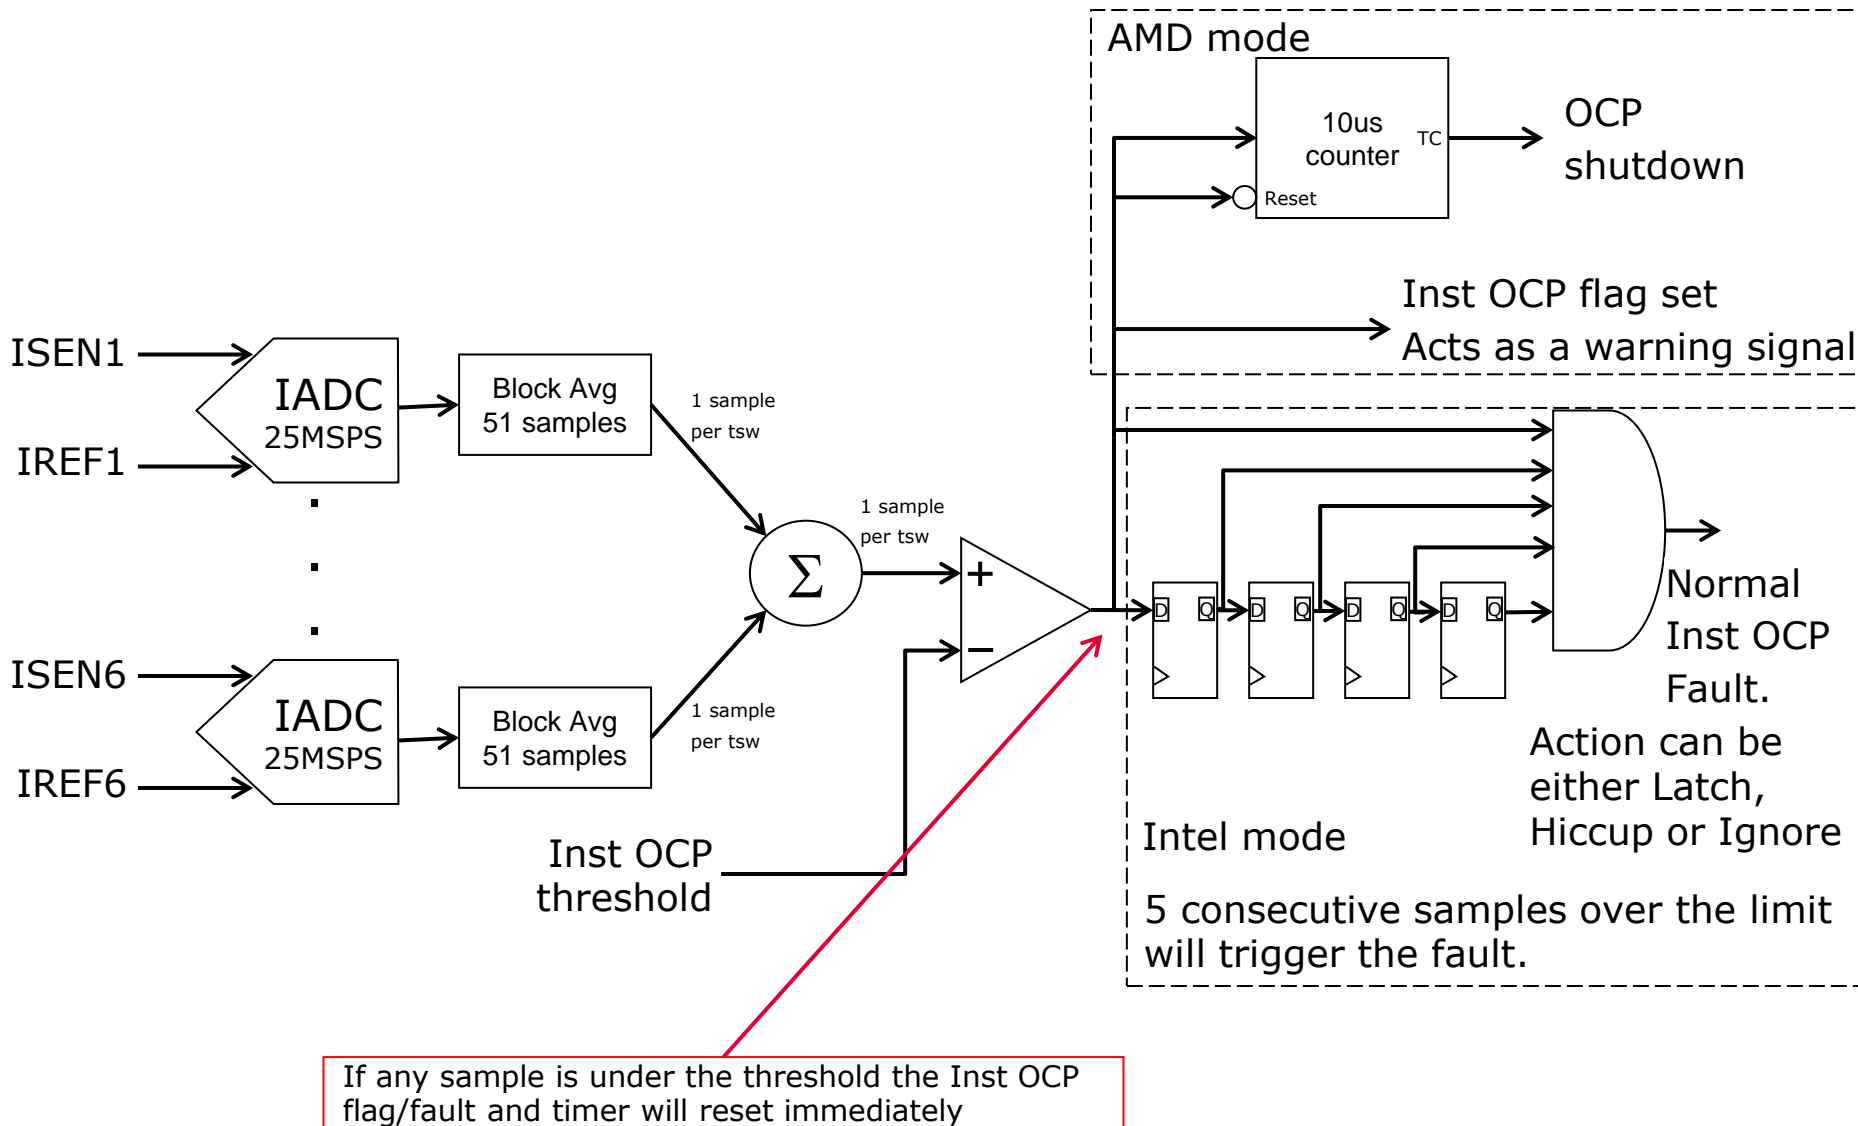 AMD mode
10us
counter
TC
Reset
OCP
shutdown
Inst OCP flag set
Acts as a warning signal
ISEN1
IREF1
IADC
25MSPS
Block Avg
51 samples
1 sample
per tsw
.
.
.
Σ
1 sample
per tsw
+
−
ISEN6
IREF6
IADC
25MSPS
Block Avg
51 samples
1 sample
per tsw
Inst OCP
threshold
D Q D Q D Q D Q
Normal
Inst OCP
Fault.
Action can be
either Latch,
Hiccup or Ignore
Intel mode
5 consecutive samples over the limit
will trigger the fault.
If any sample is under the threshold the Inst OCP
flag/fault and timer will reset immediately